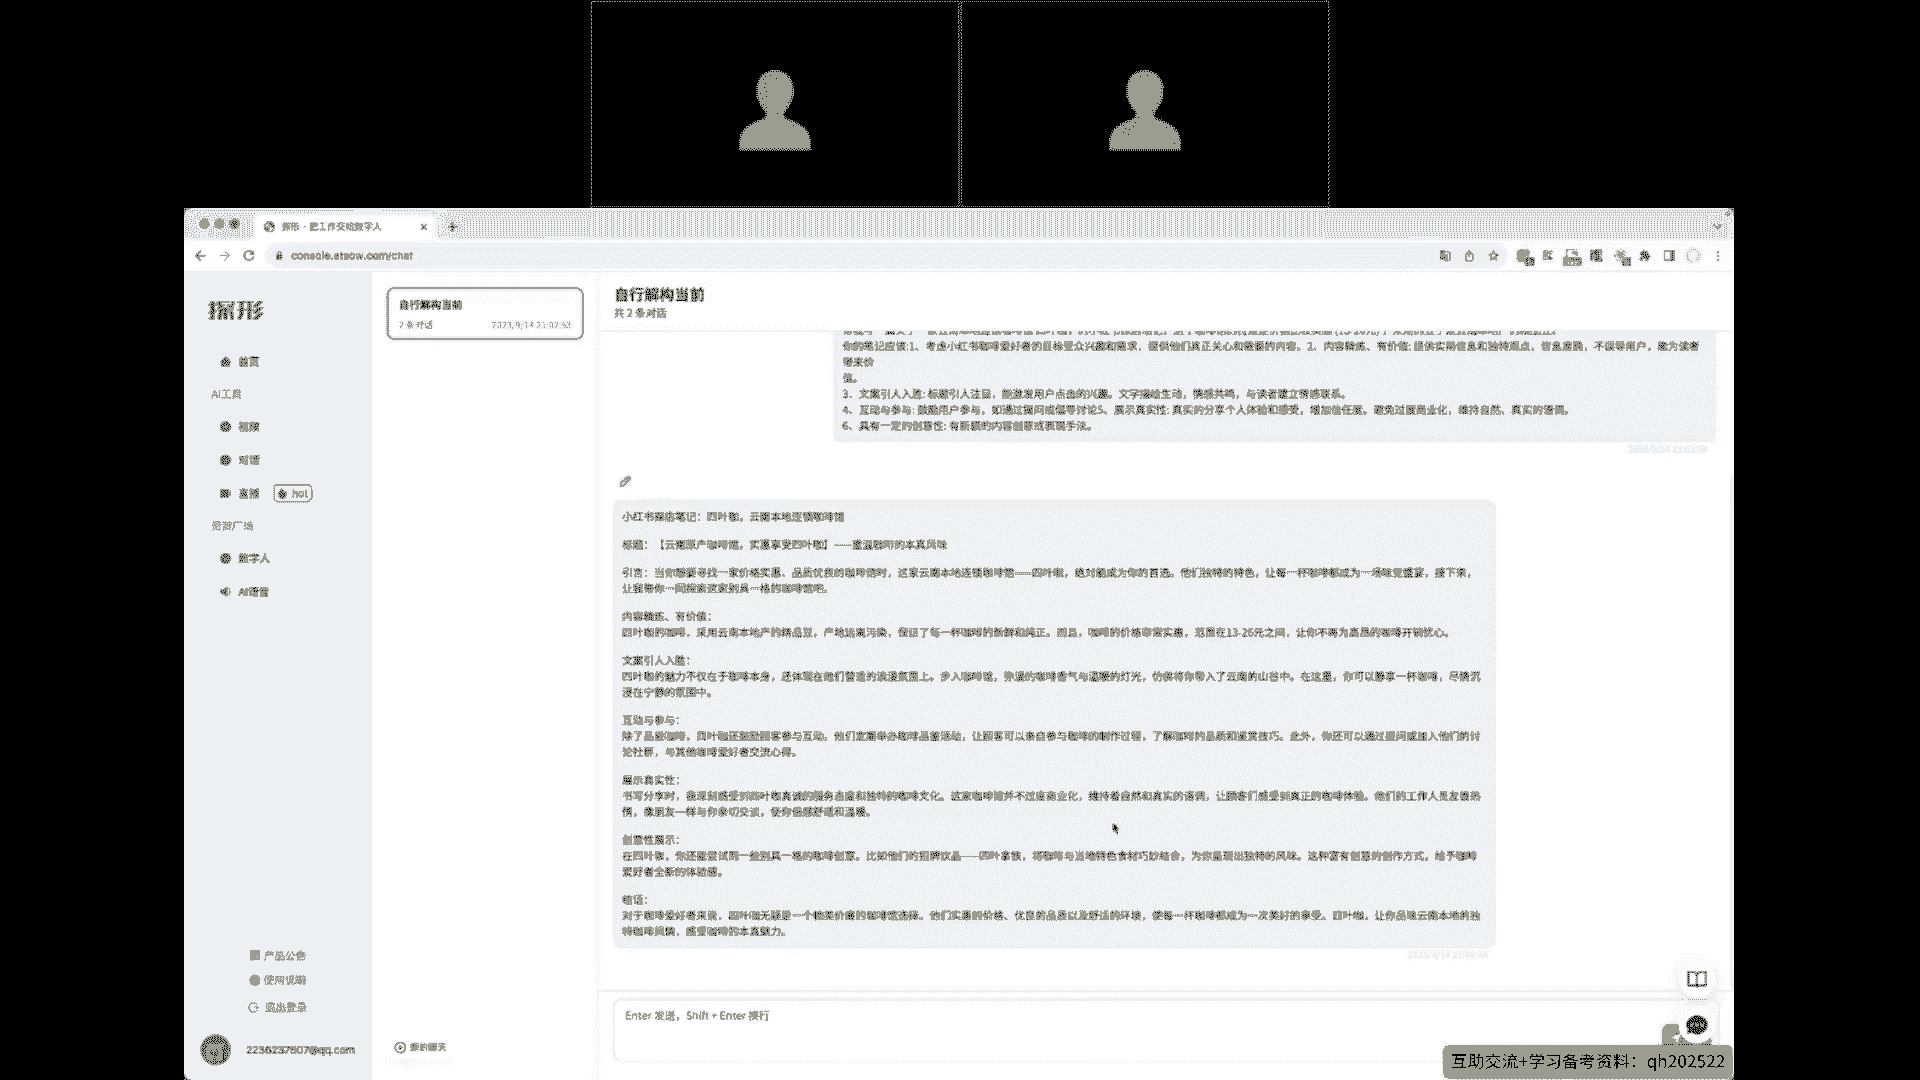 探形 - 把工作交给数字人
console.atsow.com/chat
探形
首页
AI工具
视频
对话
直播 hot
资源广场
数字人
AI语音
产品公告
使用说明
退出登录
2236237807@qq.com
自行解构当前
2 条对话 2023/9/14 21:02:53
新的聊天
自行解构当前
共 2 条对话
你的笔记应该:1、考虑小红书咖啡爱好者的目标受众兴趣和需求，提供他们真正关心和需要的内容。2、内容精炼、有价值: 提供实用信息和独特观点，信息准确，不误导用户，能为读者
带来价
值。
3、文案引人入胜: 标题引人注目，能激发用户点击的兴趣。文字描绘生动，情感共鸣，与读者建立情感联系。
4、互动与参与: 鼓励用户参与，如通过提问或倡导讨论5、展示真实性: 真实的分享个人体验和感受，增加信任度。避免过度商业化，维持自然、真实的语调。
6、具有一定的创意性: 有新颖的内容创意或表现手法。
小红书探店笔记：四叶咖，云南本地连锁咖啡馆
标题：【云南原产咖啡馆，实惠享受四叶咖】——重温咖啡的本真风味
引言：当你想要寻找一家价格实惠、品质优良的咖啡馆时，这家云南本地连锁咖啡馆——四叶咖，绝对能成为你的首选。他们独特的特色，让每一杯咖啡都成为一场味觉盛宴，接下来，
让我带你一同探索这家别具一格的咖啡馆吧。
内容精炼、有价值：
四叶咖的咖啡，采用云南本地产的精品豆，产地远离污染，保证了每一杯咖啡的新鲜和纯正。而且，咖啡的价格非常实惠，范围在13-26元之间，让你不再为高昂的咖啡开销忧心。
文案引人入胜：
四叶咖的魅力不仅在于咖啡本身，还体现在他们营造的浪漫氛围上。步入咖啡馆，弥漫的咖啡香气与温暖的灯光，仿佛将你带入了云南的山谷中。在这里，你可以静享一杯咖啡，尽情沉
浸在宁静的氛围中。
互动与参与：
除了品尝咖啡，四叶咖还鼓励顾客参与互动。他们定期举办咖啡品鉴活动，让顾客可以亲自参与咖啡的制作过程，了解咖啡的品质和鉴赏技巧。此外，你还可以通过提问或加入他们的讨
论社群，与其他咖啡爱好者交流心得。
展示真实性：
书写分享时，我深刻感受到四叶咖真诚的服务态度和独特的咖啡文化。这家咖啡馆并不过度商业化，维持着自然和真实的语调，让顾客们感受到真正的咖啡体验。他们的工作人员友善热
情，像朋友一样与你亲切交谈，使你倍感舒适和温暖。
创意性展示：
在四叶咖，你还能尝试到一些别具一格的咖啡创意。比如他们的招牌饮品——四叶拿铁，将咖啡与当地特色食材巧妙结合，为你呈现出独特的风味。这种富有创意的创作方式，给予咖啡
爱好者全新的体验感。
结语：
对于咖啡爱好者来说，四叶咖无疑是一个物美价廉的咖啡馆选择。他们实惠的价格、优良的品质以及舒适的环境，使每一杯咖啡都成为一次美好的享受。四叶咖，让你品味云南本地的独
特咖啡风情，感受咖啡的本真魅力。
Enter 发送，Shift + Enter 换行
互助交流+学习备考资料：qh202522